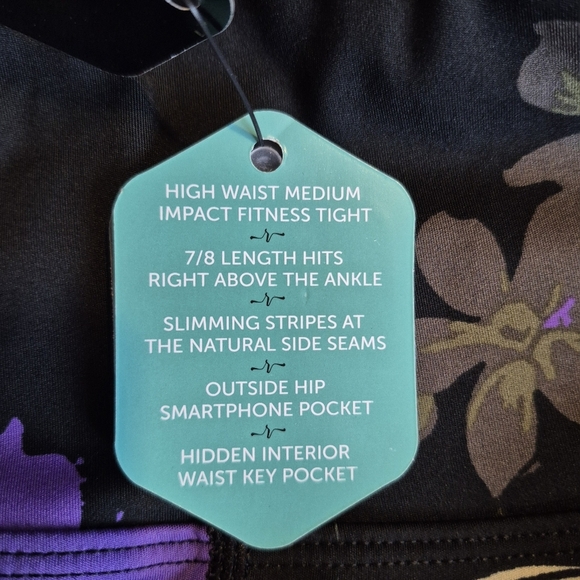 HIGH WAIST MEDIUM
IMPACT FITNESS TIGHT
7/8 LENGTH HITS
RIGHT ABOVE THE ANKLE
SLIMMING STRIPES AT
THE NATURAL SIDE SEAMS
OUTSIDE HIP
SMARTPHONE POCKET
HIDDEN INTERIOR
WAIST KEY POCKET